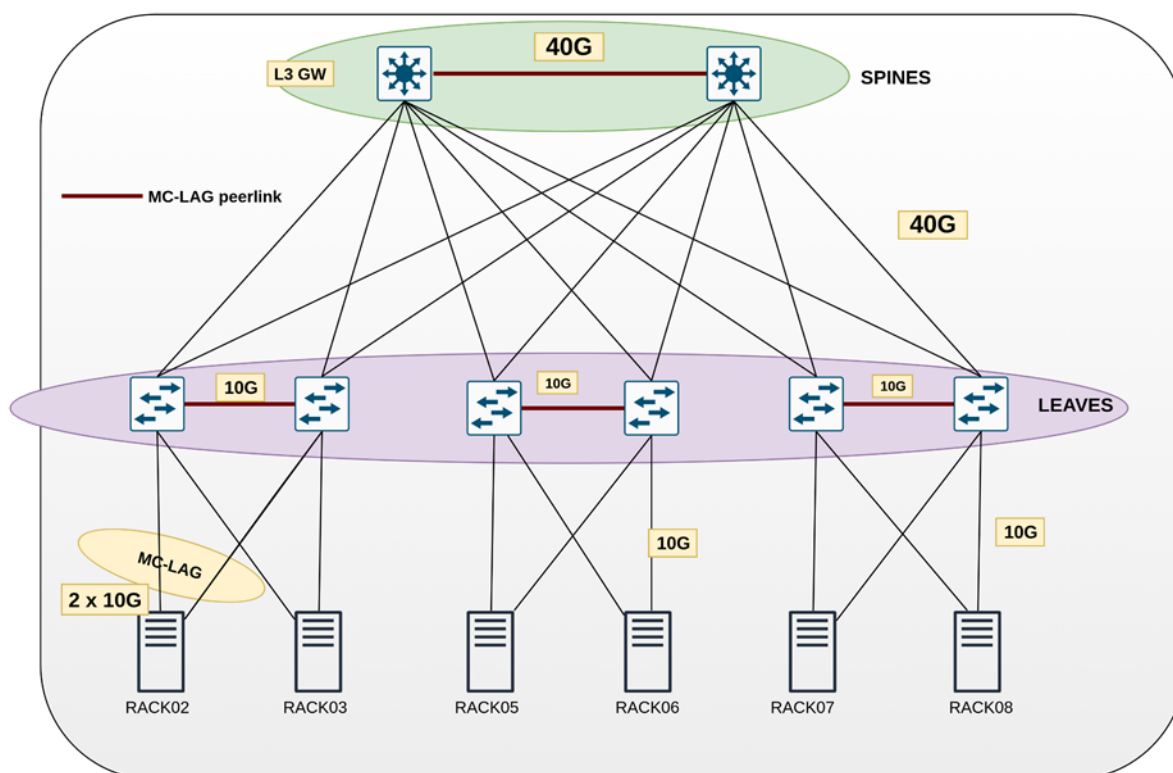 40G
L3 GW
SPINES
MC-LAG peerlink
40G
10G
10G
10G
LEAVES
MC-LAG
10G
10G
2 x 10G
RACK02
RACK03
RACK05
RACK06
RACK07
RACK08